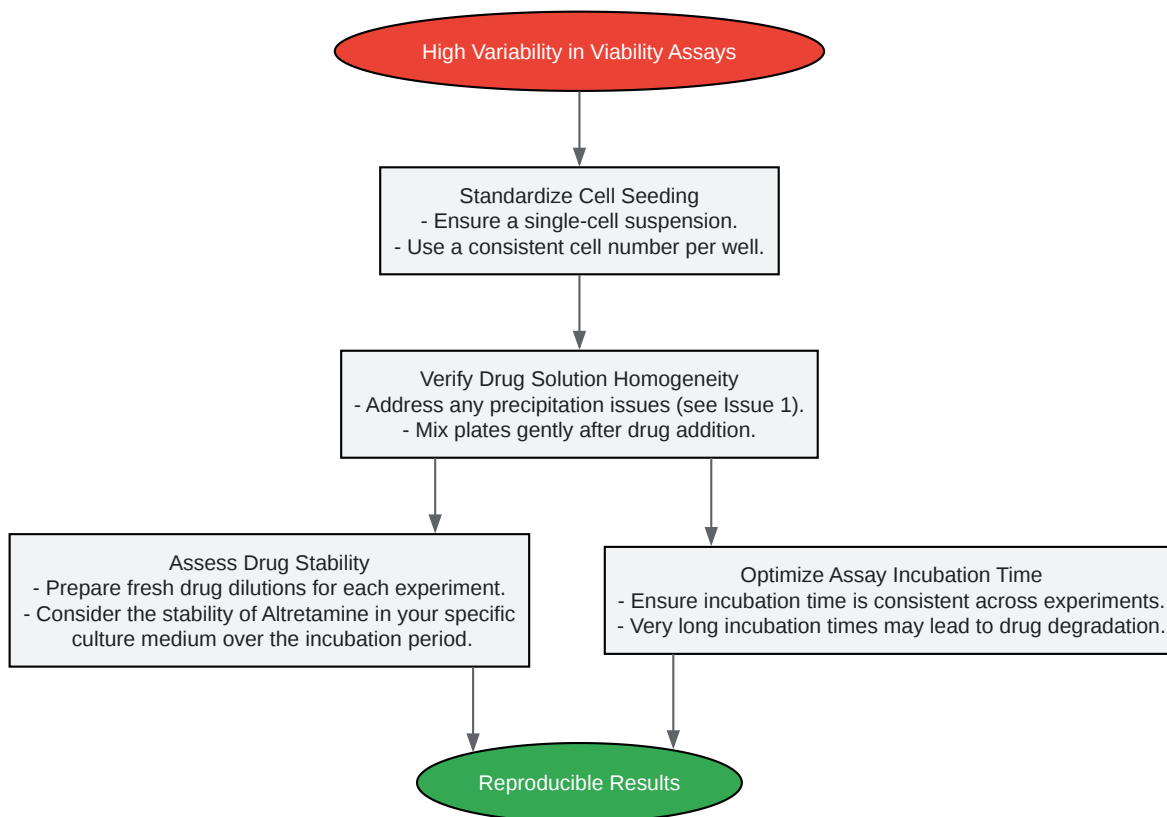 High Variability in Viability Assays
Standardize Cell Seeding
- Ensure a single-cell suspension.
- Use a consistent cell number per well.
Verify Drug Solution Homogeneity
- Address any precipitation issues (see Issue 1).
- Mix plates gently after drug addition.
Assess Drug Stability
- Prepare fresh drug dilutions for each experiment.
- Consider the stability of Altretamine in your specific
culture medium over the incubation period.
Optimize Assay Incubation Time
- Ensure incubation time is consistent across experiments.
- Very long incubation times may lead to drug degradation.
Reproducible Results